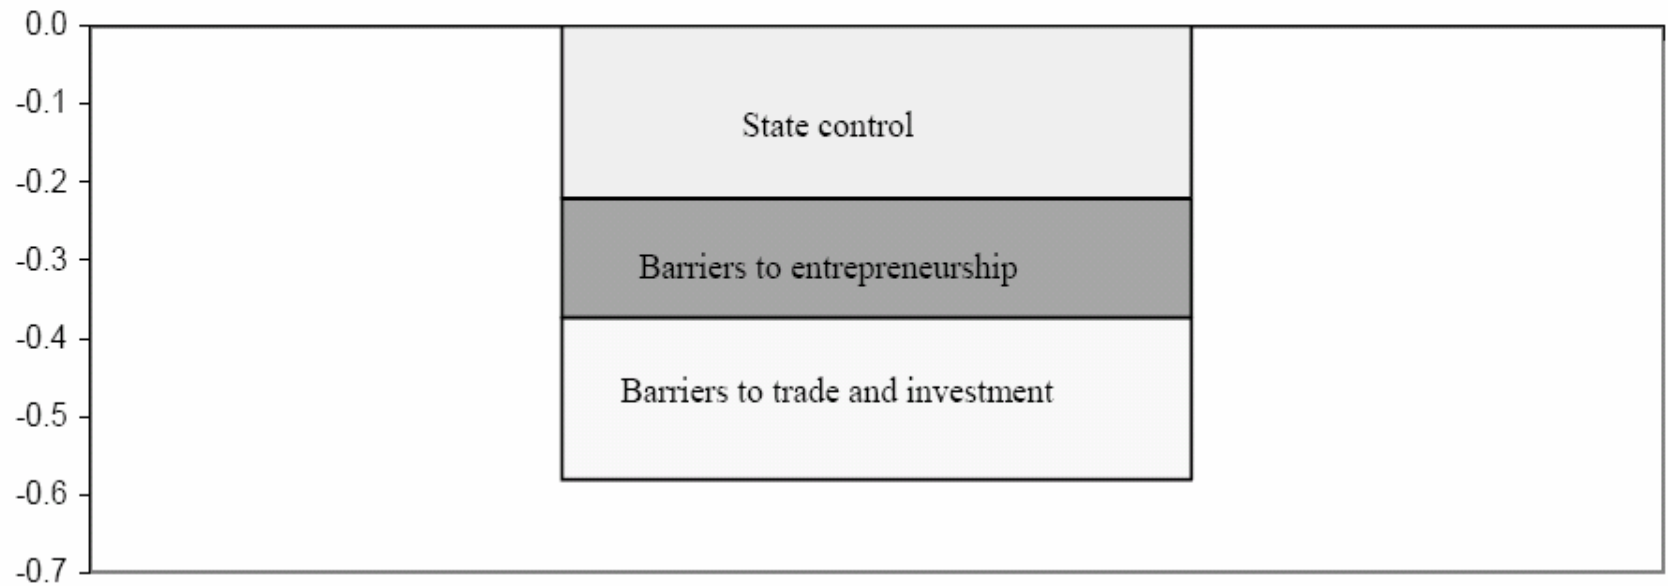 0.0
-0.1
State control
-0.2
-0.3
Barriers to entrepreneurship
-0.4
Barriers to trade and investment
-0.5
-0.6
-0.7